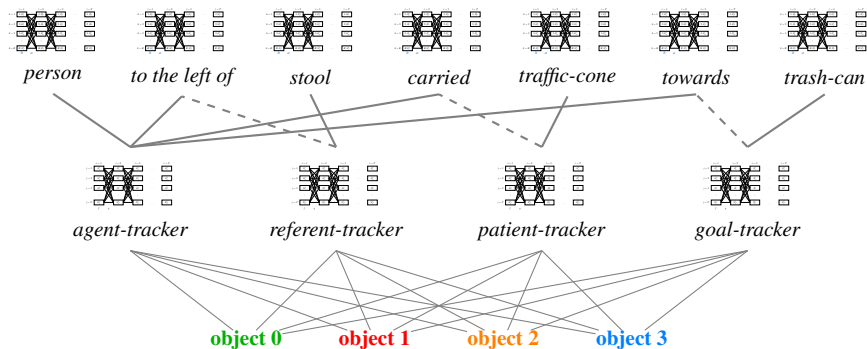 person to the left of stool carried traffic-cone towards trash-can
agent-tracker referent-tracker patient-tracker goal-tracker
object 0 object 1 object 2 object 3